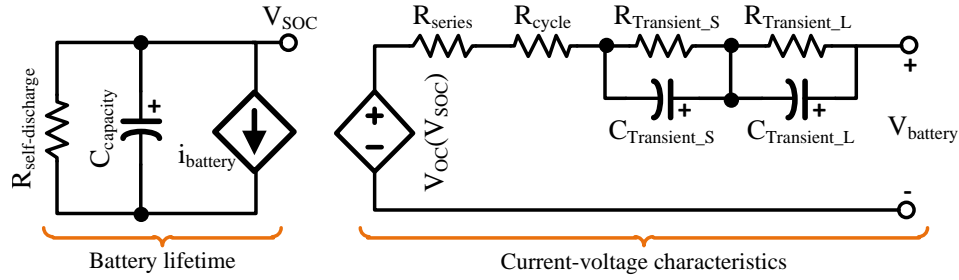 V_SOC
R_self-discharge
C_capacity
+
i_battery
Battery lifetime
R_series
R_cycle
R_Transient_S
R_Transient_L
+
-
V_OC(V_SOC)
+
C_Transient_S
+
C_Transient_L
+
V_battery
-
Current-voltage characteristics